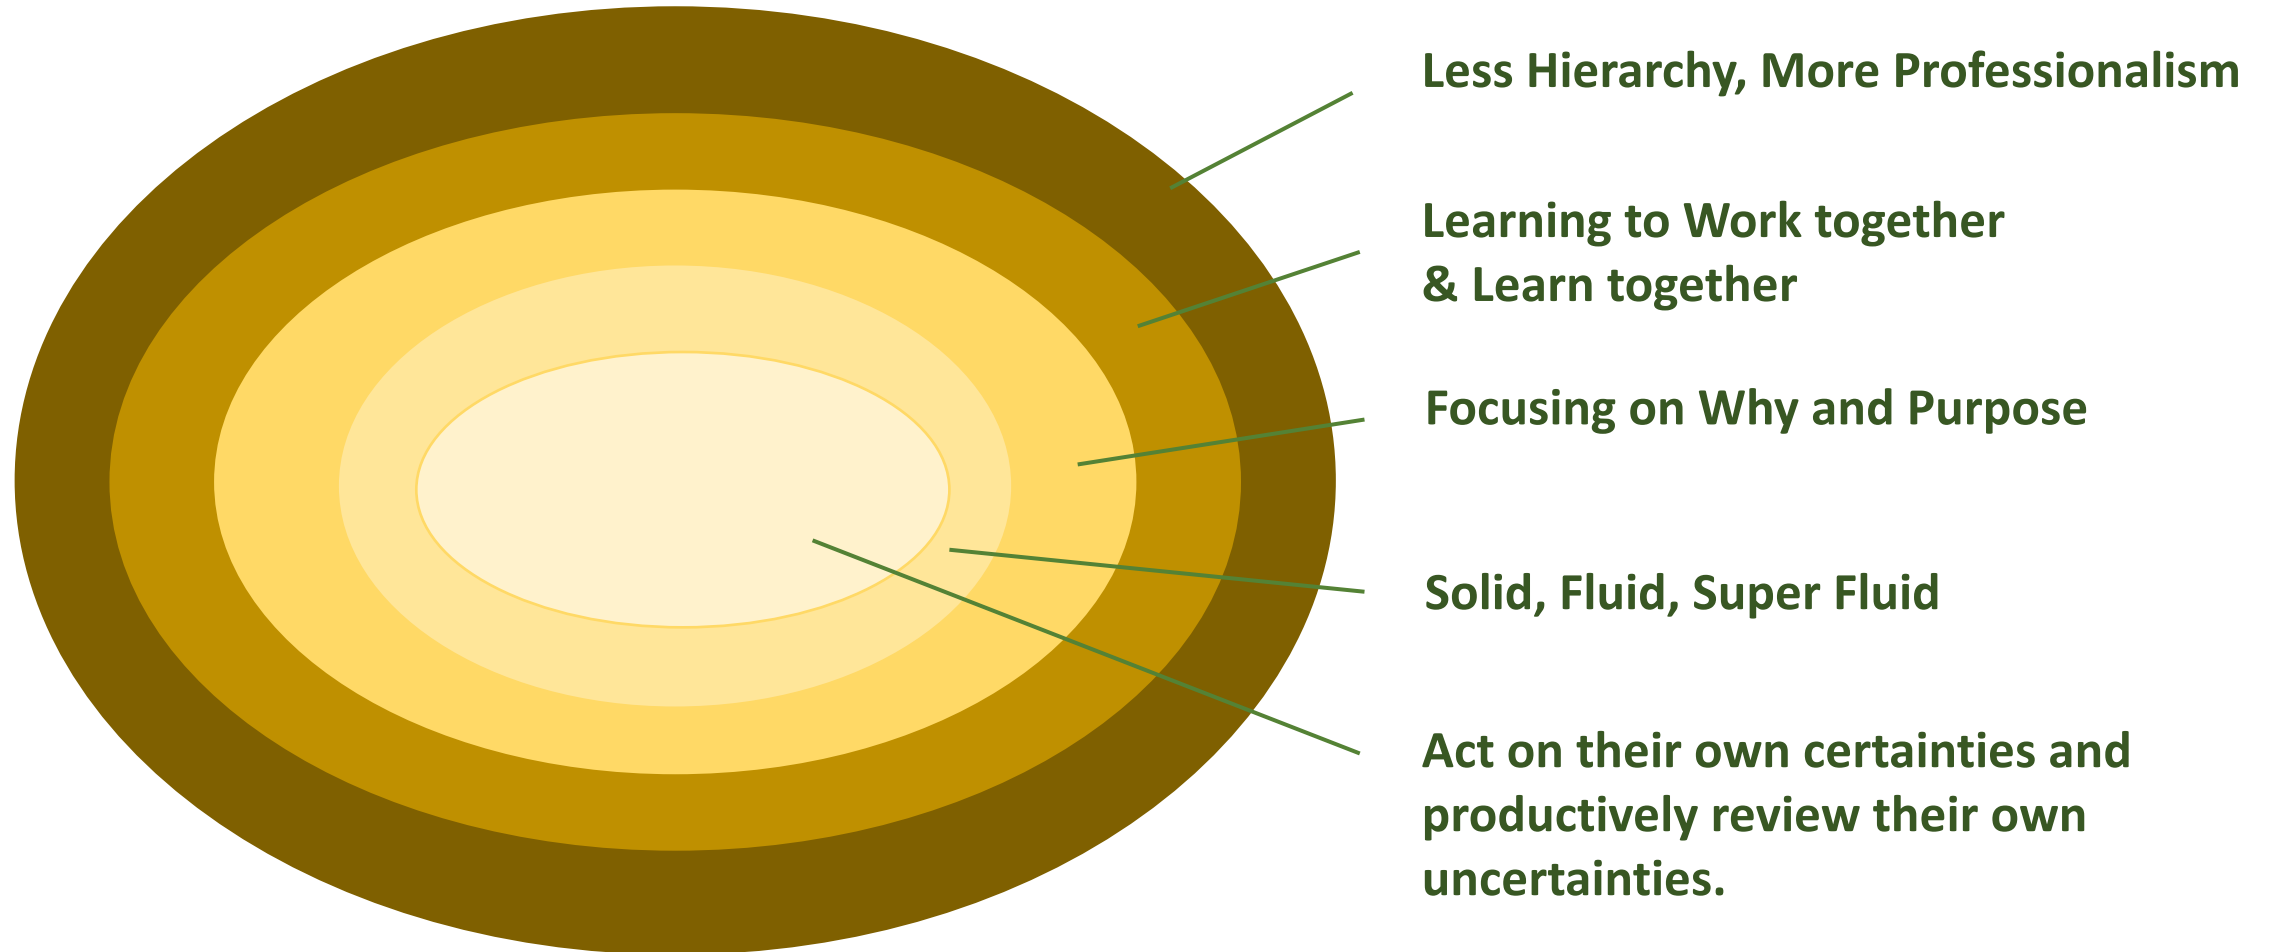 Less Hierarchy, More Professionalism
Learning to Work together
& Learn together
Focusing on Why and Purpose
Solid, Fluid, Super Fluid
Act on their own certainties and
productively review their own
uncertainties.